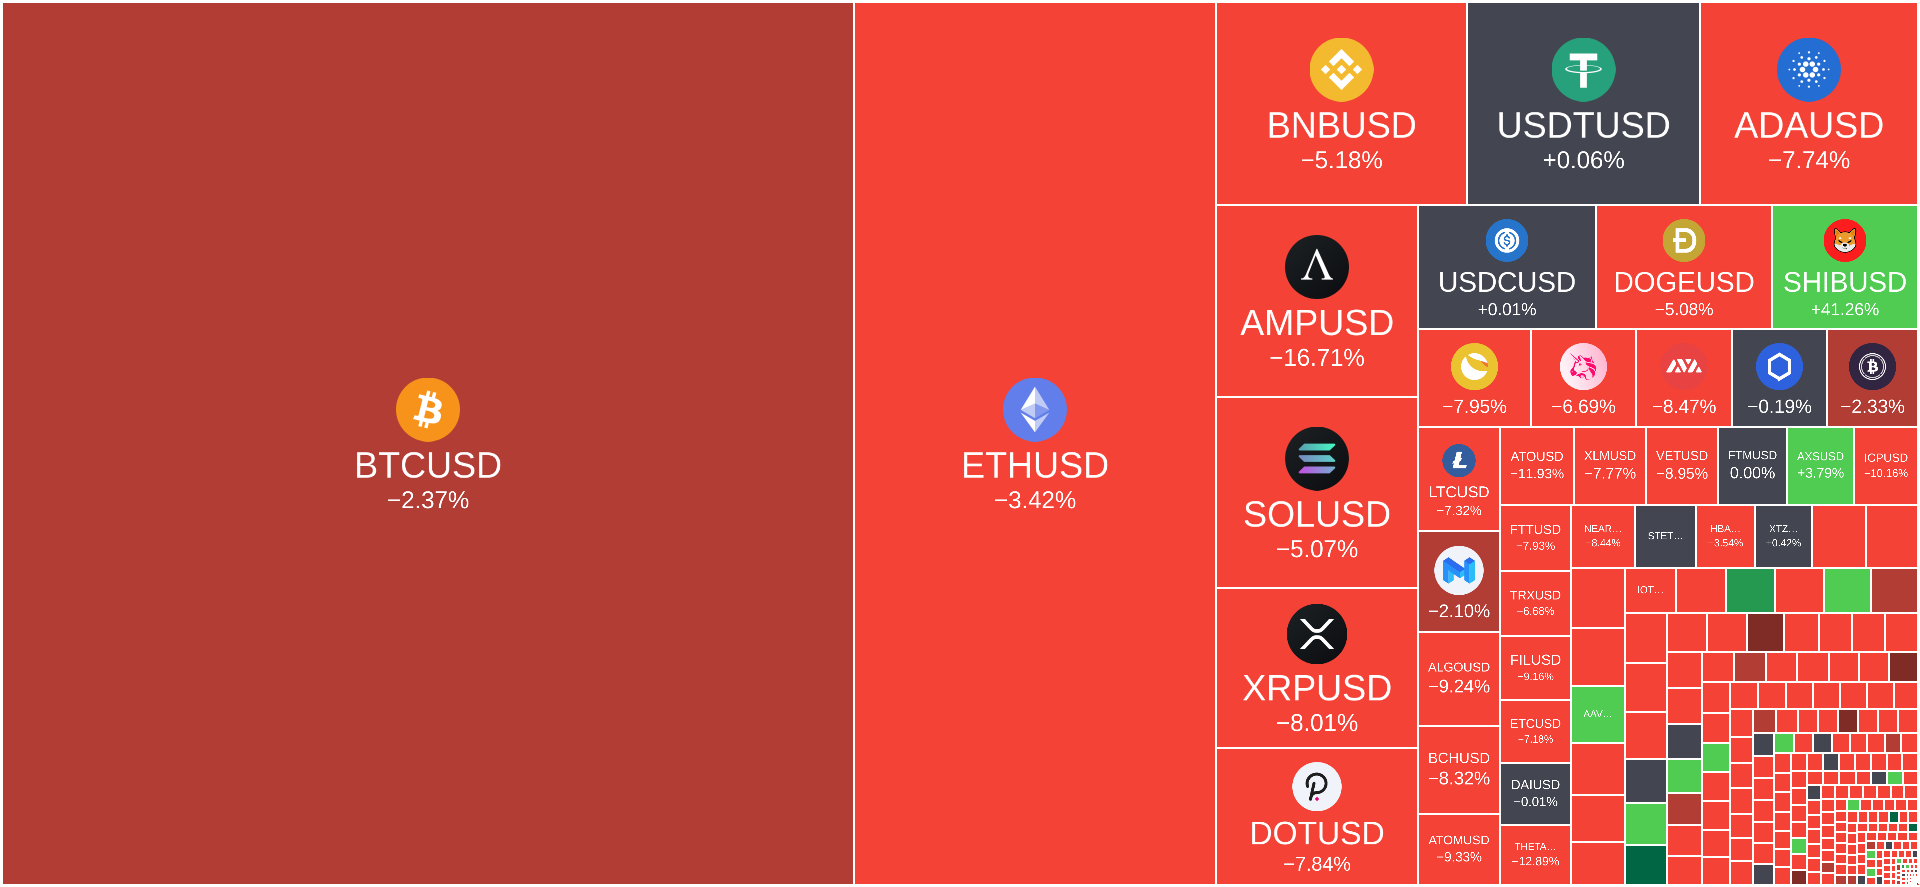 BTCUSD
−2.37%
ETHUSD
−3.42%
BNBUSD
−5.18%
USDTUSD
+0.06%
ADAUSD
−7.74%
AMPUSD
−16.71%
SOLUSD
−5.07%
XRPUSD
−8.01%
DOTUSD
−7.84%
USDCUSD
+0.01%
DOGEUSD
−5.08%
SHIBUSD
+41.26%
−7.95%
−6.69%
−8.47%
−0.19%
−2.33%
LTCUSD
−7.32%
−2.10%
ALGOUSD
−9.24%
BCHUSD
−8.32%
ATOMUSD
−9.33%
ATOUSD
−11.93%
XLMUSD
−7.77%
VETUSD
−8.95%
FTMUSD
0.00%
AXSUSD
+3.79%
ICPUSD
−10.16%
FTTUSD
−7.93%
TRXUSD
−6.68%
FILUSD
−9.16%
ETCUSD
−7.18%
DAIUSD
−0.01%
THETA...
−12.89%
NEAR...
−8.44%
STET...
HBA...
−3.54%
XTZ...
−0.42%
IOT...
AAV...